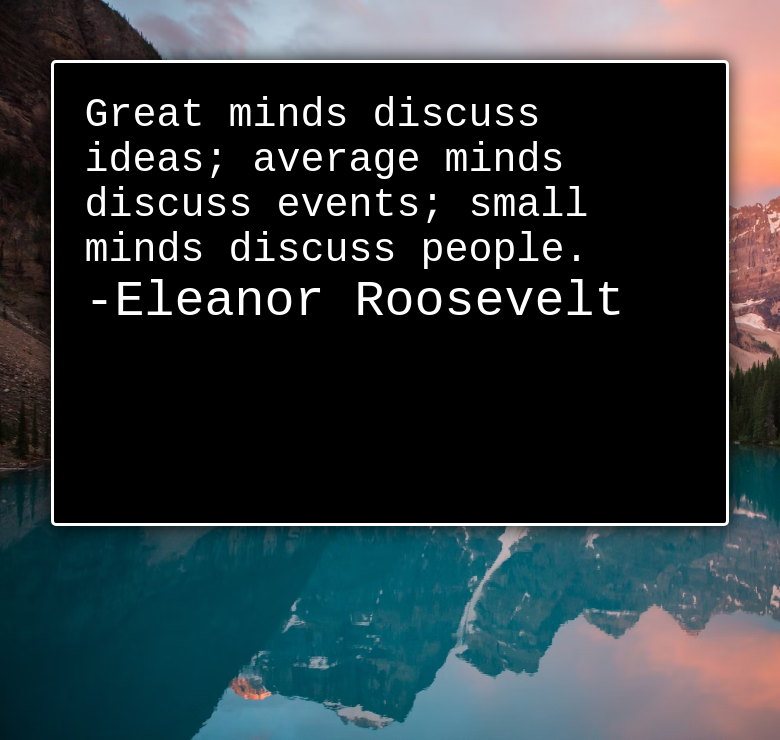 Great minds discuss
ideas; average minds
discuss events; small
minds discuss people.
-Eleanor Roosevelt